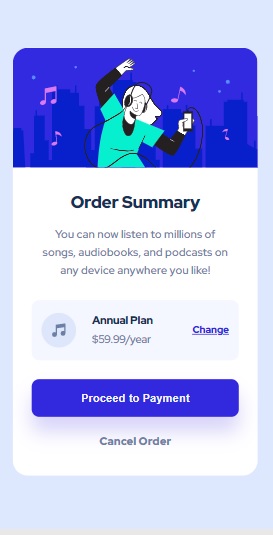 Order Summary
You can now listen to millions of
songs, audiobooks, and podcasts on
any device anywhere you like!
Annual Plan
$59.99/year
Change
Proceed to Payment
Cancel Order